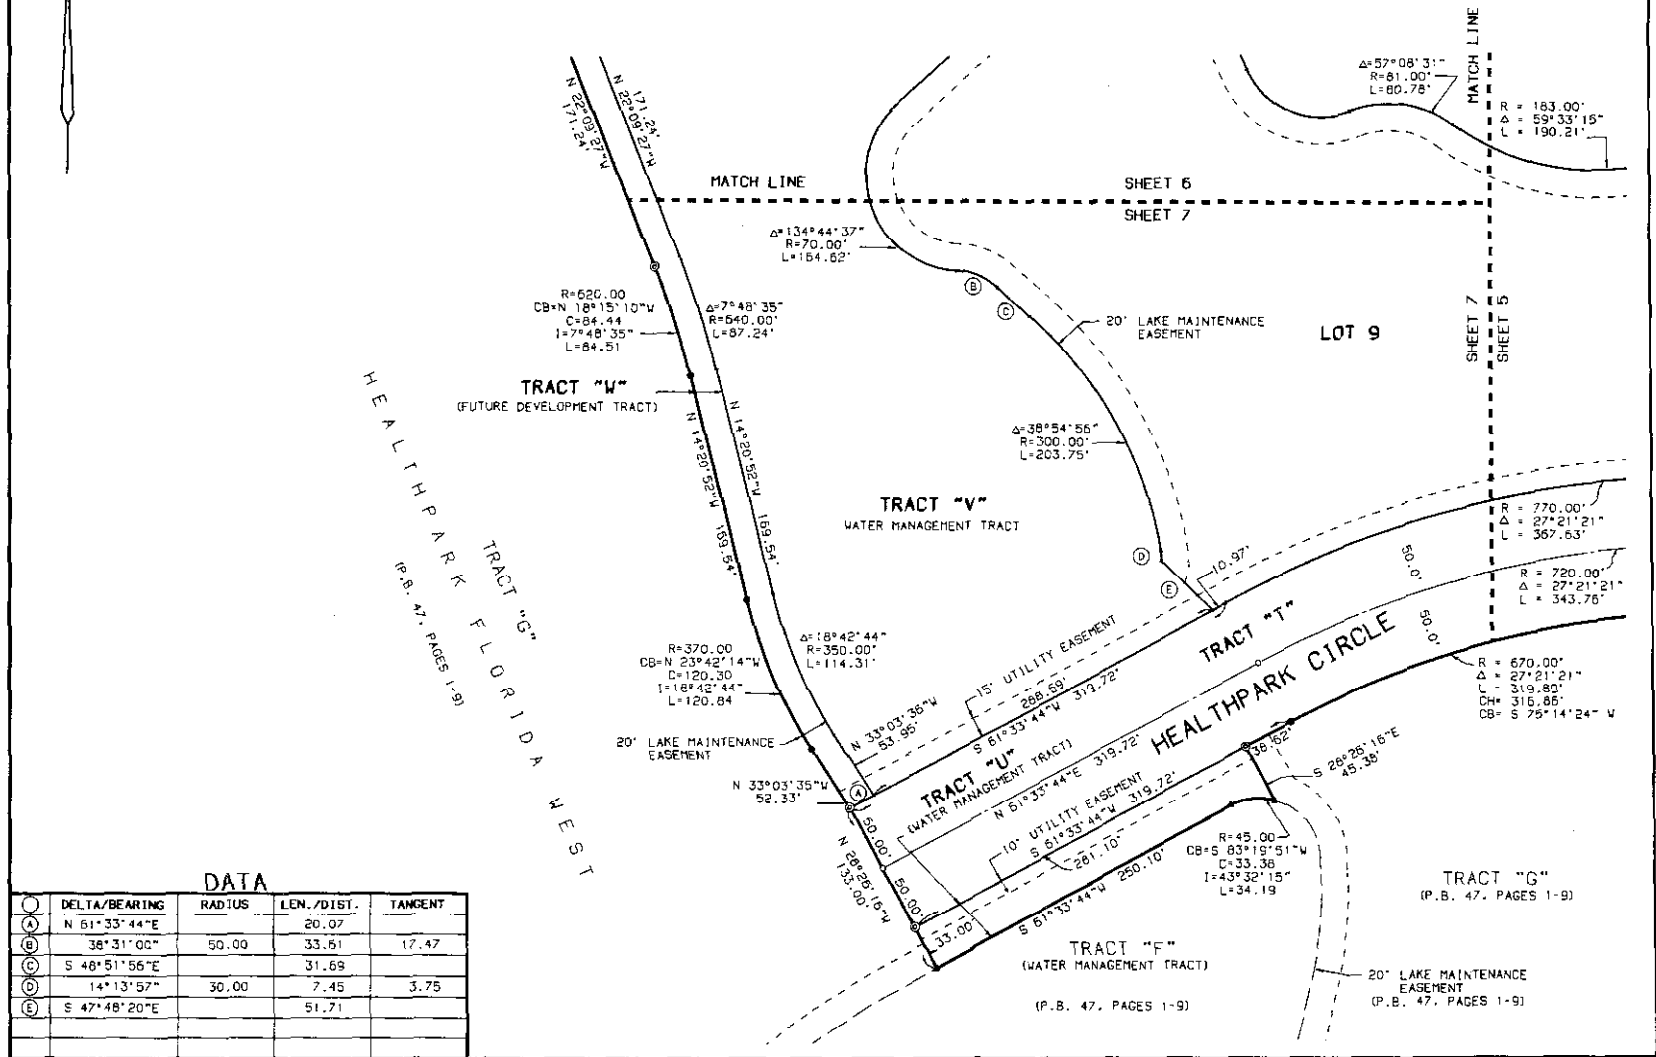 MATCH LINE
Δ=57°08'31"
R=81.00'
L=80.78'
R = 183.00'
Δ = 59°33'15"
L = 190.21'
N 22°09'27"W
171.24'
171.24'
N 22°09'27"W
MATCH LINE
SHEET 6
SHEET 7
Δ=134°44'37"
R=70.00'
L=164.62'
B
C
R=620.00
CB=N 18°15'10"W
C=84.44
I=7°48'35"
L=84.51
Δ=7°48'35"
R=640.00'
L=87.24'
20' LAKE MAINTENANCE
EASEMENT
LOT 9
SHEET 7
SHEET 5
TRACT "W"
(FUTURE DEVELOPMENT TRACT)
N 14°20'52"W
169.54'
N 14°20'52"W 169.54'
Δ=38°54'56"
R=300.00'
L=203.75'
TRACT "V"
WATER MANAGEMENT TRACT
HEALTHPARK FLORIDA WEST
TRACT "G"
(P.B. 47, PAGES 1-9)
R = 770.00'
Δ = 27°21'21"
L = 367.63'
R = 720.00'
Δ = 27°21'21"
L = 343.76'
50.0'
50.0'
D
E
10.97'
R=370.00
CB=N 23°42'14"W
C=120.30
I=18°42'44"
L=120.84
Δ=18°42'44"
R=350.00'
L=114.31'
15' UTILITY EASEMENT
288.69'
S 61°33'44"W 319.72'
TRACT "T"
HEALTHPARK CIRCLE
R = 670.00'
Δ = 27°21'21"
L = 319.89'
CH= 316.86'
CB= S 75°14'24" W
20' LAKE MAINTENANCE
EASEMENT
N 33°03'36"W
53.95'
N 33°03'35"W
52.33'
A
TRACT "U"
(WATER MANAGEMENT TRACT)
N 61°33'44"E 319.72'
10' UTILITY EASEMENT
S 61°33'44"W 319.72'
281.10'
38.62'
S 28°26'16"E
45.38'
50.00'
50.00'
N 28°26'16"W
133.00'
33.00'
S 61°33'44"W 250.10'
R=45.00
CB=S 83°19'51"W
C=33.38
I=43°32'15"
L=34.19
TRACT "G"
(P.B. 47, PAGES 1-9)
TRACT "F"
(WATER MANAGEMENT TRACT)
(P.B. 47, PAGES 1-9)
20' LAKE MAINTENANCE
EASEMENT
(P.B. 47, PAGES 1-9)
DATA
DELTA/BEARING RADIUS LEN./DIST. TANGENT
A N 61°33'44"E 20.07
B 38°31'00" 50.00 33.61 17.47
C S 48°51'56"E 31.69
D 14°13'57" 30.00 7.45 3.75
E S 47°48'20"E 51.71